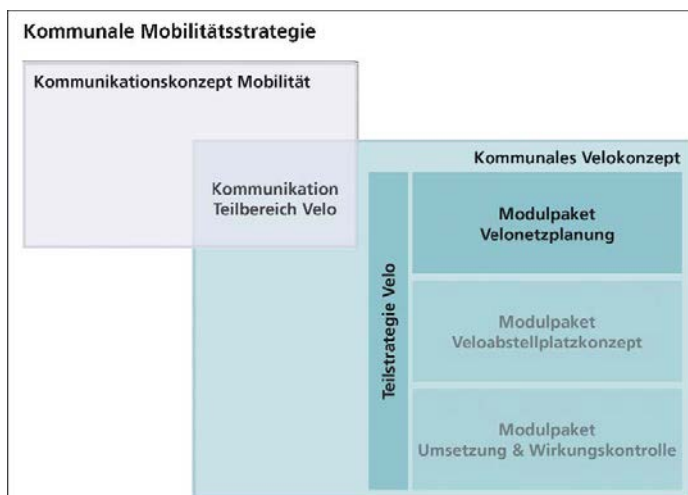 Kommunale Mobilitätsstrategie
Kommunikationskonzept Mobilität
Kommunales Velokonzept
Kommunikation
Teilbereich Velo
Teilstrategie Velo
Modulpaket
Velonetzplanung
Modulpaket
Veloabstellplatzkonzept
Modulpaket
Umsetzung & Wirkungskontrolle